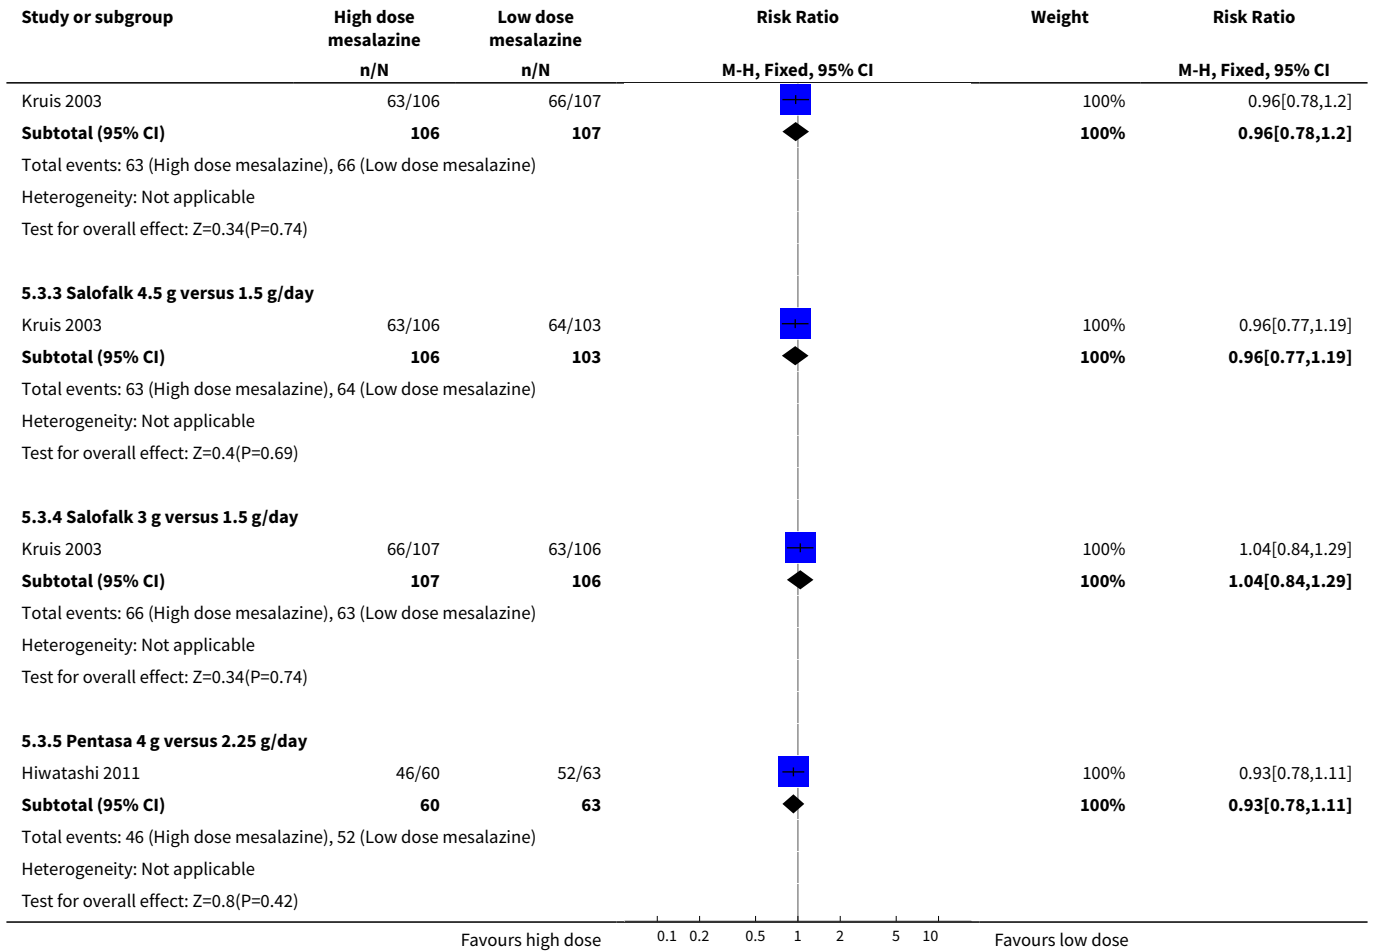 Study or subgroup High dose mesalazine Low dose mesalazine Risk Ratio Weight Risk Ratio
n/N n/N M-H, Fixed, 95% CI M-H, Fixed, 95% CI
Kruis 2003 63/106 66/107 100% 0.96[0.78,1.2]
Subtotal (95% CI) 106 107 100% 0.96[0.78,1.2]
Total events: 63 (High dose mesalazine), 66 (Low dose mesalazine)
Heterogeneity: Not applicable
Test for overall effect: Z=0.34(P=0.74)
5.3.3 Salofalk 4.5 g versus 1.5 g/day
Kruis 2003 63/106 64/103 100% 0.96[0.77,1.19]
Subtotal (95% CI) 106 103 100% 0.96[0.77,1.19]
Total events: 63 (High dose mesalazine), 64 (Low dose mesalazine)
Heterogeneity: Not applicable
Test for overall effect: Z=0.4(P=0.69)
5.3.4 Salofalk 3 g versus 1.5 g/day
Kruis 2003 66/107 63/106 100% 1.04[0.84,1.29]
Subtotal (95% CI) 107 106 100% 1.04[0.84,1.29]
Total events: 66 (High dose mesalazine), 63 (Low dose mesalazine)
Heterogeneity: Not applicable
Test for overall effect: Z=0.34(P=0.74)
5.3.5 Pentasa 4 g versus 2.25 g/day
Hiwatashi 2011 46/60 52/63 100% 0.93[0.78,1.11]
Subtotal (95% CI) 60 63 100% 0.93[0.78,1.11]
Total events: 46 (High dose mesalazine), 52 (Low dose mesalazine)
Heterogeneity: Not applicable
Test for overall effect: Z=0.8(P=0.42)
Favours high dose 0.1 0.2 0.5 1 2 5 10 Favours low dose